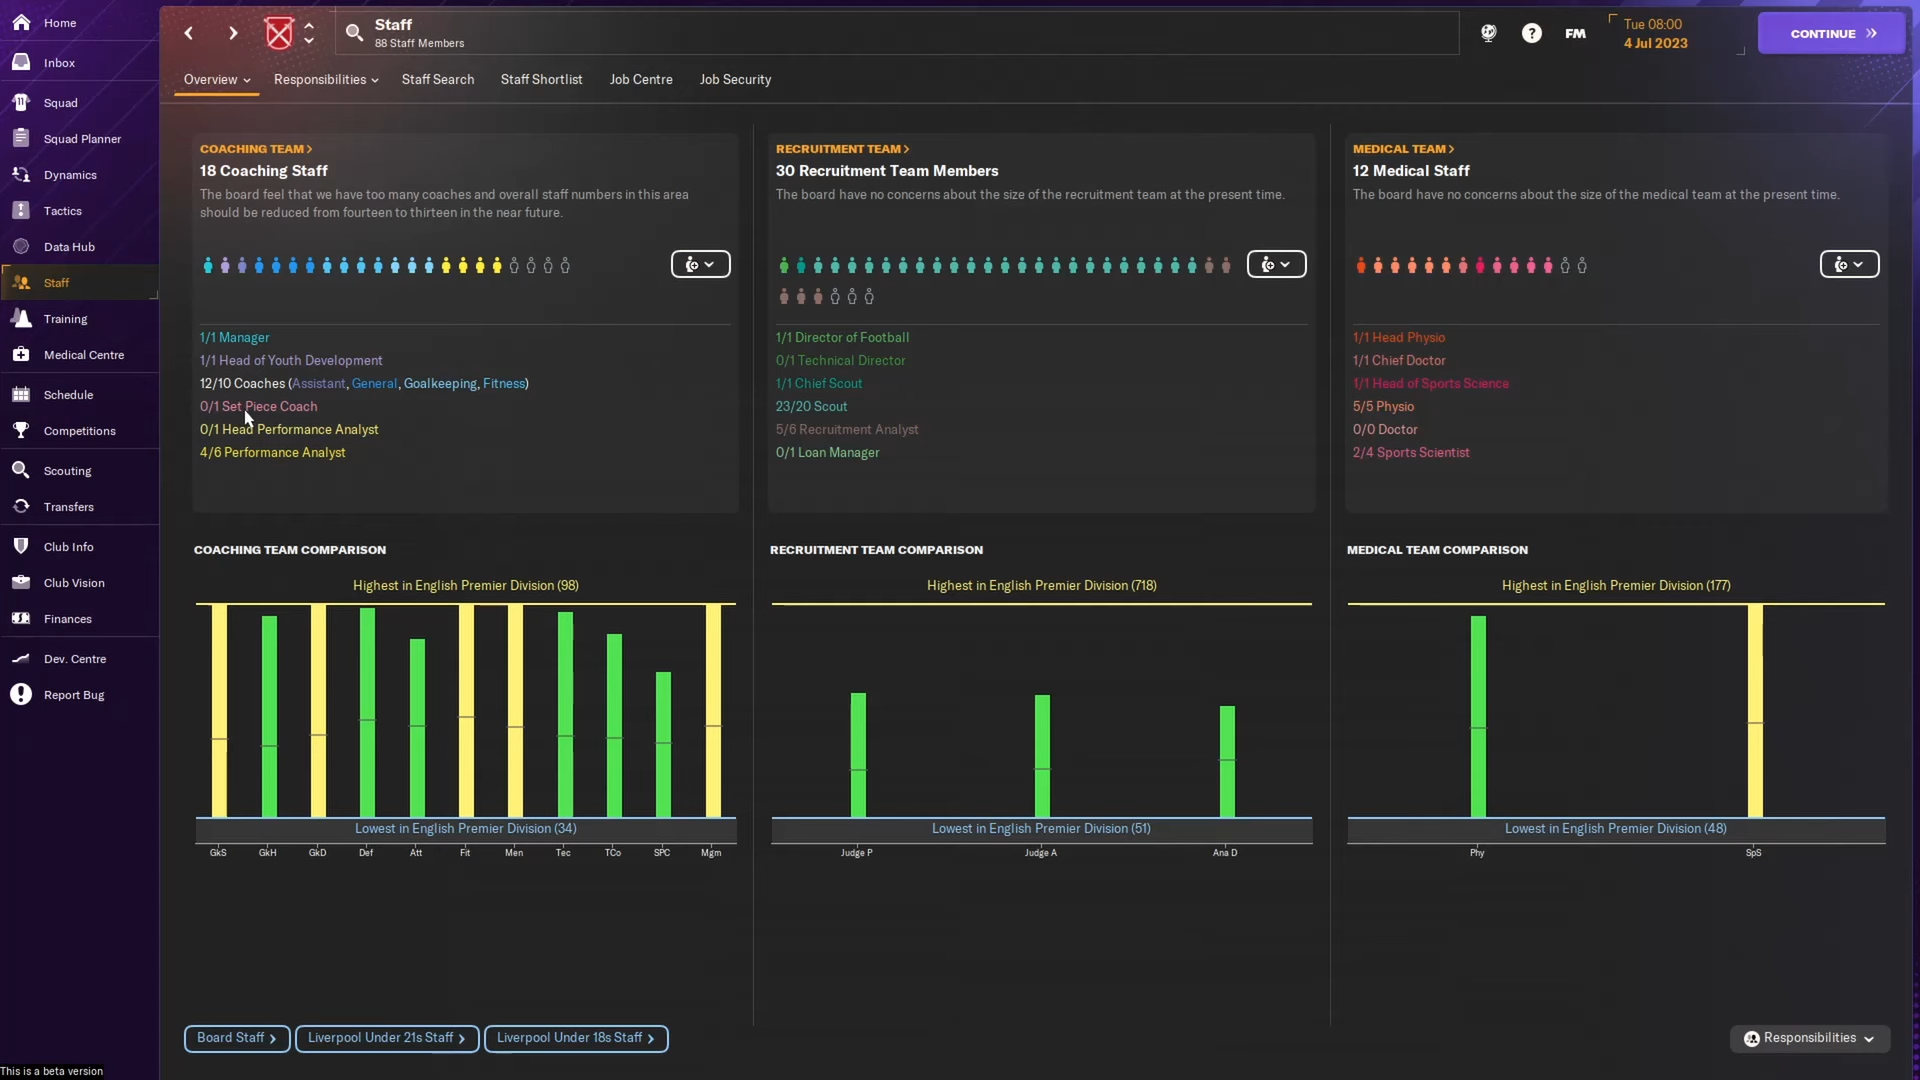 Home
Inbox
Squad
Squad Planner
Dynamics
Tactics
Data Hub
Staff
Training
Medical Centre
Schedule
Competitions
Scouting
Transfers
Club Info
Club Vision
Finances
Dev. Centre
Report Bug
This is a beta version
Staff
88 Staff Members
FM
Tue 08:00
4 Jul 2023
CONTINUE
Overview
Responsibilities
Staff Search
Staff Shortlist
Job Centre
Job Security
COACHING TEAM >
18 Coaching Staff
The board feel that we have too many coaches and overall staff numbers in this area
should be reduced from fourteen to thirteen in the near future.
1/1 Manager
1/1 Head of Youth Development
12/10 Coaches (Assistant, General, Goalkeeping, Fitness)
0/1 Set Piece Coach
0/1 Head Performance Analyst
4/6 Performance Analyst
RECRUITMENT TEAM >
30 Recruitment Team Members
The board have no concerns about the size of the recruitment team at the present time.
1/1 Director of Football
0/1 Technical Director
1/1 Chief Scout
23/20 Scout
5/6 Recruitment Analyst
0/1 Loan Manager
MEDICAL TEAM >
12 Medical Staff
The board have no concerns about the size of the medical team at the present time.
1/1 Head Physio
1/1 Chief Doctor
1/1 Head of Sports Science
5/5 Physio
0/0 Doctor
2/4 Sports Scientist
COACHING TEAM COMPARISON
Highest in English Premier Division (98)
Lowest in English Premier Division (34)
GkS GkH GkD Def Att Fit Men Tec TCo SPC Mgm
RECRUITMENT TEAM COMPARISON
Highest in English Premier Division (718)
Lowest in English Premier Division (51)
Judge P Judge A Ana D
MEDICAL TEAM COMPARISON
Highest in English Premier Division (177)
Lowest in English Premier Division (48)
Phy SpS
Board Staff >
Liverpool Under 21s Staff >
Liverpool Under 18s Staff >
Responsibilities